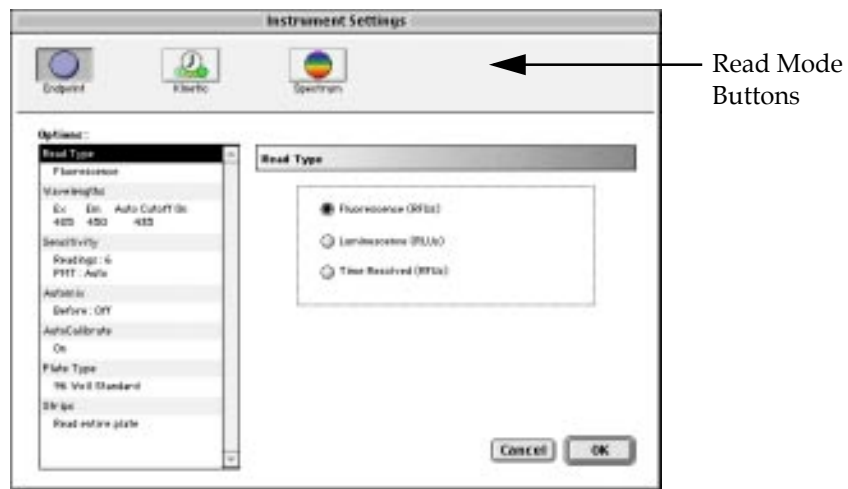 Instrument Settings
Endpoint Kinetic Spectrum
Read Mode
Buttons
Options:
Read Type
Fluorescence
Wavelengths
Ex Em Auto Cutoff On
485
Sensitivity
Readings: 6
PMT: Auto
Automix
Before: Off
AutoCalibrate
On
Plate Type
96 Well Standard
Strips
Read entire plate
Read Type
Fluorescence (RFUs)
Luminescence (RLUs)
Time Resolved (RFUs)
Cancel OK